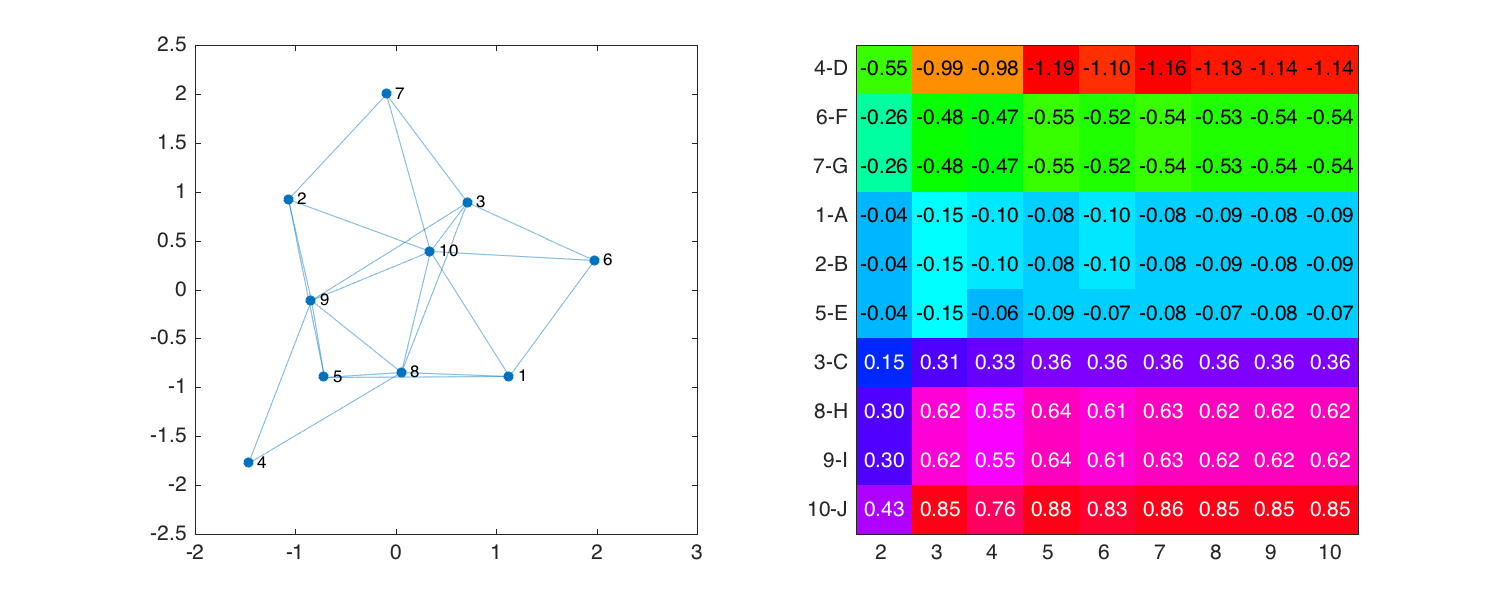 2.5
2
1.5
1
0.5
0
-0.5
-1
-1.5
-2
-2.5
-2 -1 0 1 2 3
7
2
3
10
6
9
5
8
1
4
4-D -0.55 -0.99 -0.98 -1.19 -1.10 -1.16 -1.13 -1.14 -1.14
6-F -0.26 -0.48 -0.47 -0.55 -0.52 -0.54 -0.53 -0.54 -0.54
7-G -0.26 -0.48 -0.47 -0.55 -0.52 -0.54 -0.53 -0.54 -0.54
1-A -0.04 -0.15 -0.10 -0.08 -0.10 -0.08 -0.09 -0.08 -0.09
2-B -0.04 -0.15 -0.10 -0.08 -0.10 -0.08 -0.09 -0.08 -0.09
5-E -0.04 -0.15 -0.06 -0.09 -0.07 -0.08 -0.07 -0.08 -0.07
3-C 0.15 0.31 0.33 0.36 0.36 0.36 0.36 0.36 0.36
8-H 0.30 0.62 0.55 0.64 0.61 0.63 0.62 0.62 0.62
9-I 0.30 0.62 0.55 0.64 0.61 0.63 0.62 0.62 0.62
10-J 0.43 0.85 0.76 0.88 0.83 0.86 0.85 0.85 0.85
2 3 4 5 6 7 8 9 10